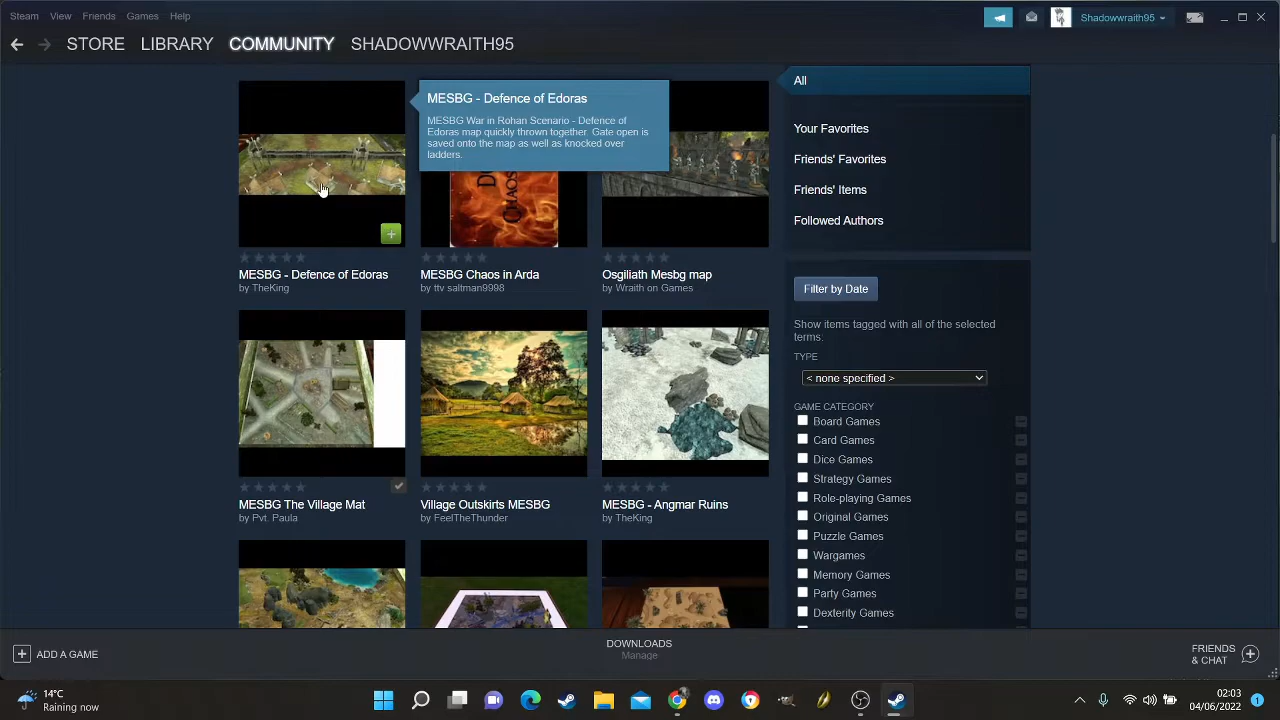 Steam View Friends Games Help
Shadowwraith95
STORE LIBRARY COMMUNITY SHADOWWRAITH95
MESBG - Defence of Edoras
MESBG War in Rohan Scenario - Defence of
Edoras map quickly thrown together. Gate open is
saved onto the map as well as knocked over
ladders.
CHAOS
MESBG - Defence of Edoras
by TheKing
MESBG Chaos in Arda
by ttv saltman9998
Osgiliath Mesbg map
by Wraith on Games
MESBG The Village Mat
by Pvt. Paula
Village Outskirts MESBG
by FeelTheThunder
MESBG - Angmar Ruins
by TheKing
All
Your Favorites
Friends' Favorites
Friends' Items
Followed Authors
Filter by Date
Show items tagged with all of the selected
terms:
TYPE
< none specified >
GAME CATEGORY
Board Games
Card Games
Dice Games
Strategy Games
Role-playing Games
Original Games
Puzzle Games
Wargames
Memory Games
Party Games
Dexterity Games
ADD A GAME
DOWNLOADS
Manage
FRIENDS
& CHAT
14°C
Raining now
02:03
04/06/2022
1